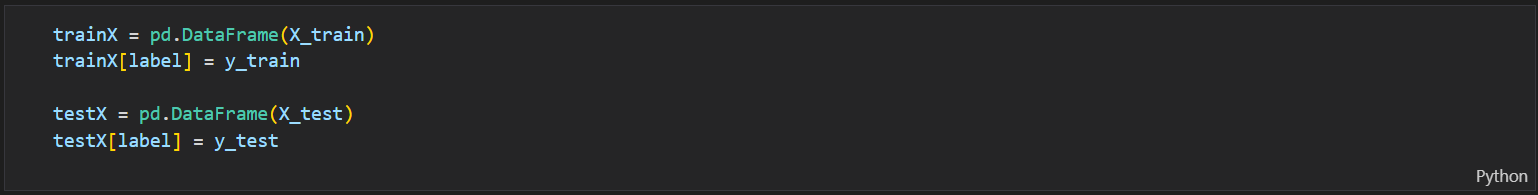 trainX = pd.DataFrame(X_train)
trainX[label] = y_train
testX = pd.DataFrame(X_test)
testX[label] = y_test
Python